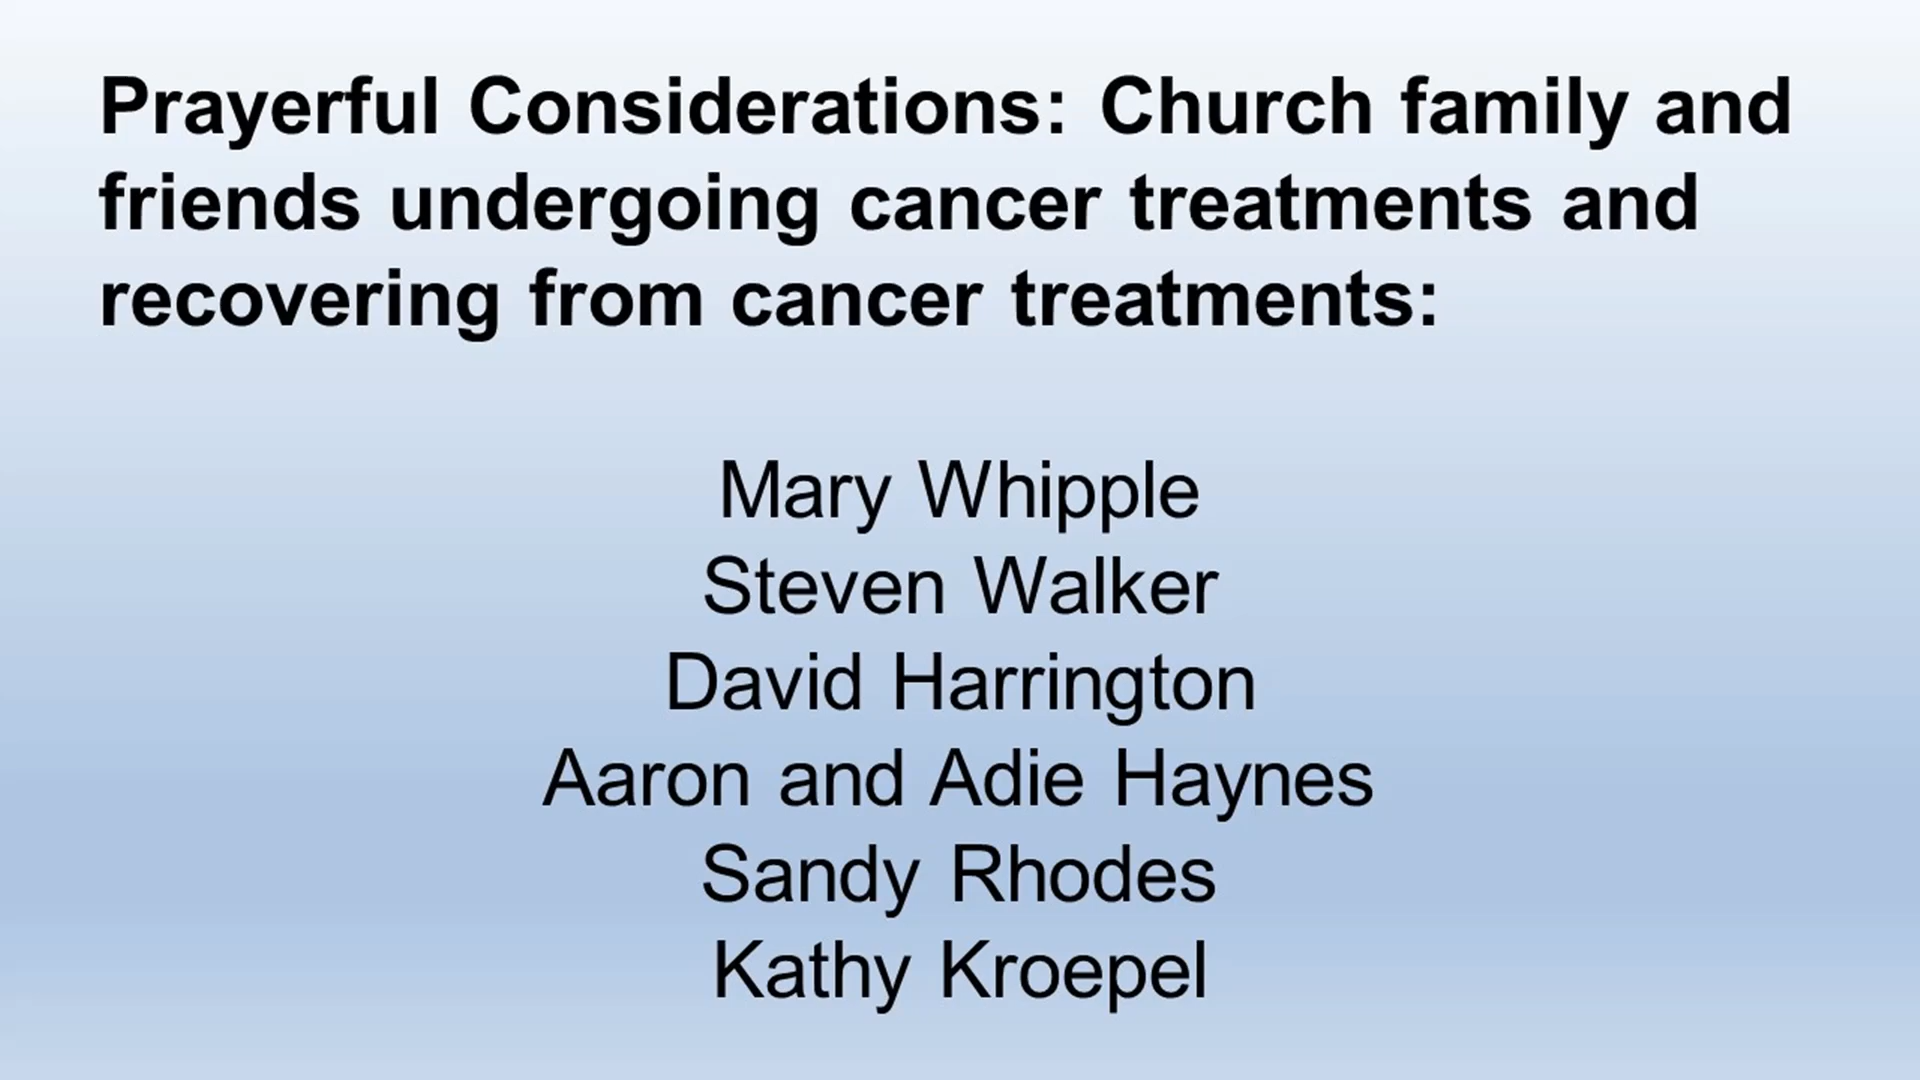 Prayerful Considerations: Church family and
friends undergoing cancer treatments and
recovering from cancer treatments:
Mary Whipple
Steven Walker
David Harrington
Aaron and Adie Haynes
Sandy Rhodes
Kathy Kroepel